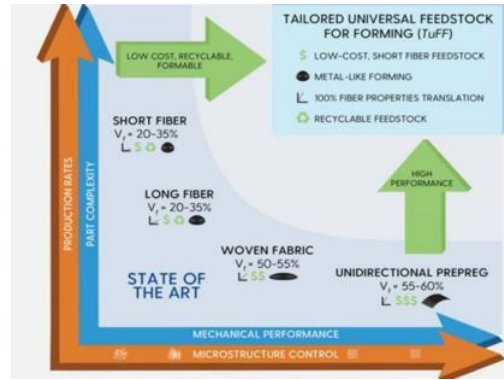 TAILORED UNIVERSAL FEEDSTOCK
FOR FORMING (TuFF)
$ LOW-COST, SHORT FIBER FEEDSTOCK
METAL-LIKE FORMING
100% FIBER PROPERTIES TRANSLATION
RECYCLABLE FEEDSTOCK
LOW COST, RECYCLABLE,
FORMABLE
HIGH
PERFORMANCE
SHORT FIBER
Vf = 20-35%
$
LONG FIBER
Vf = 20-35%
$
WOVEN FABRIC
Vf = 50-55%
$$
UNIDIRECTIONAL PREPREG
Vf = 55-60%
$$$
STATE OF
THE ART
PRODUCTION RATES
PART COMPLEXITY
MECHANICAL PERFORMANCE
MICROSTRUCTURE CONTROL